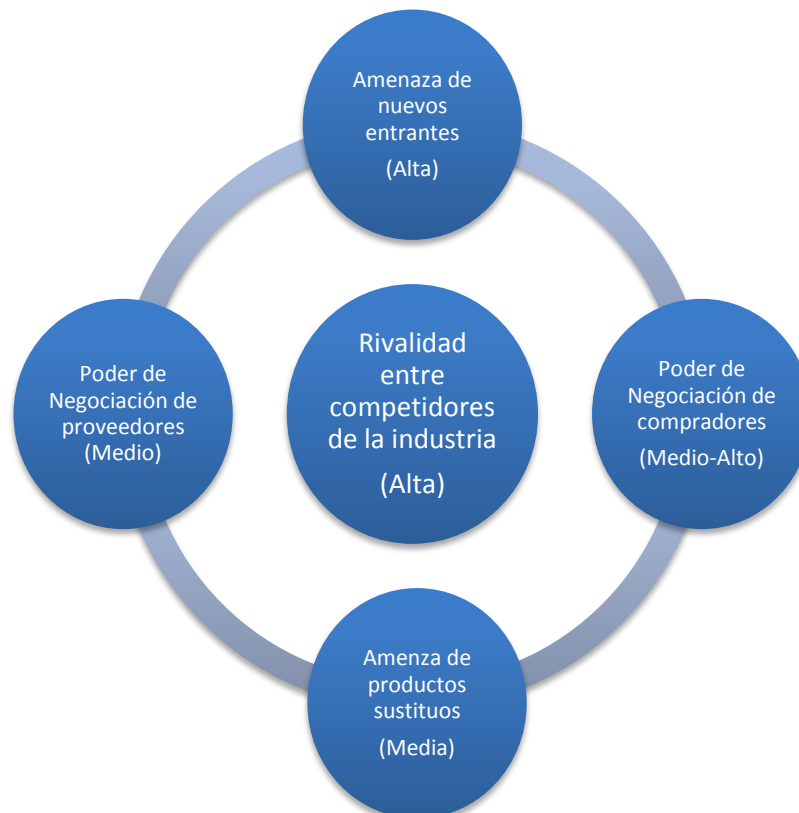 Amenaza de
nuevos
entrantes
(Alta)
Poder de
Negociación de
proveedores
(Medio)
Rivalidad
entre
competidores
de la industria
(Alta)
Poder de
Negociación de
compradores
(Medio-Alto)
Amenza de
productos
sustituos
(Media)